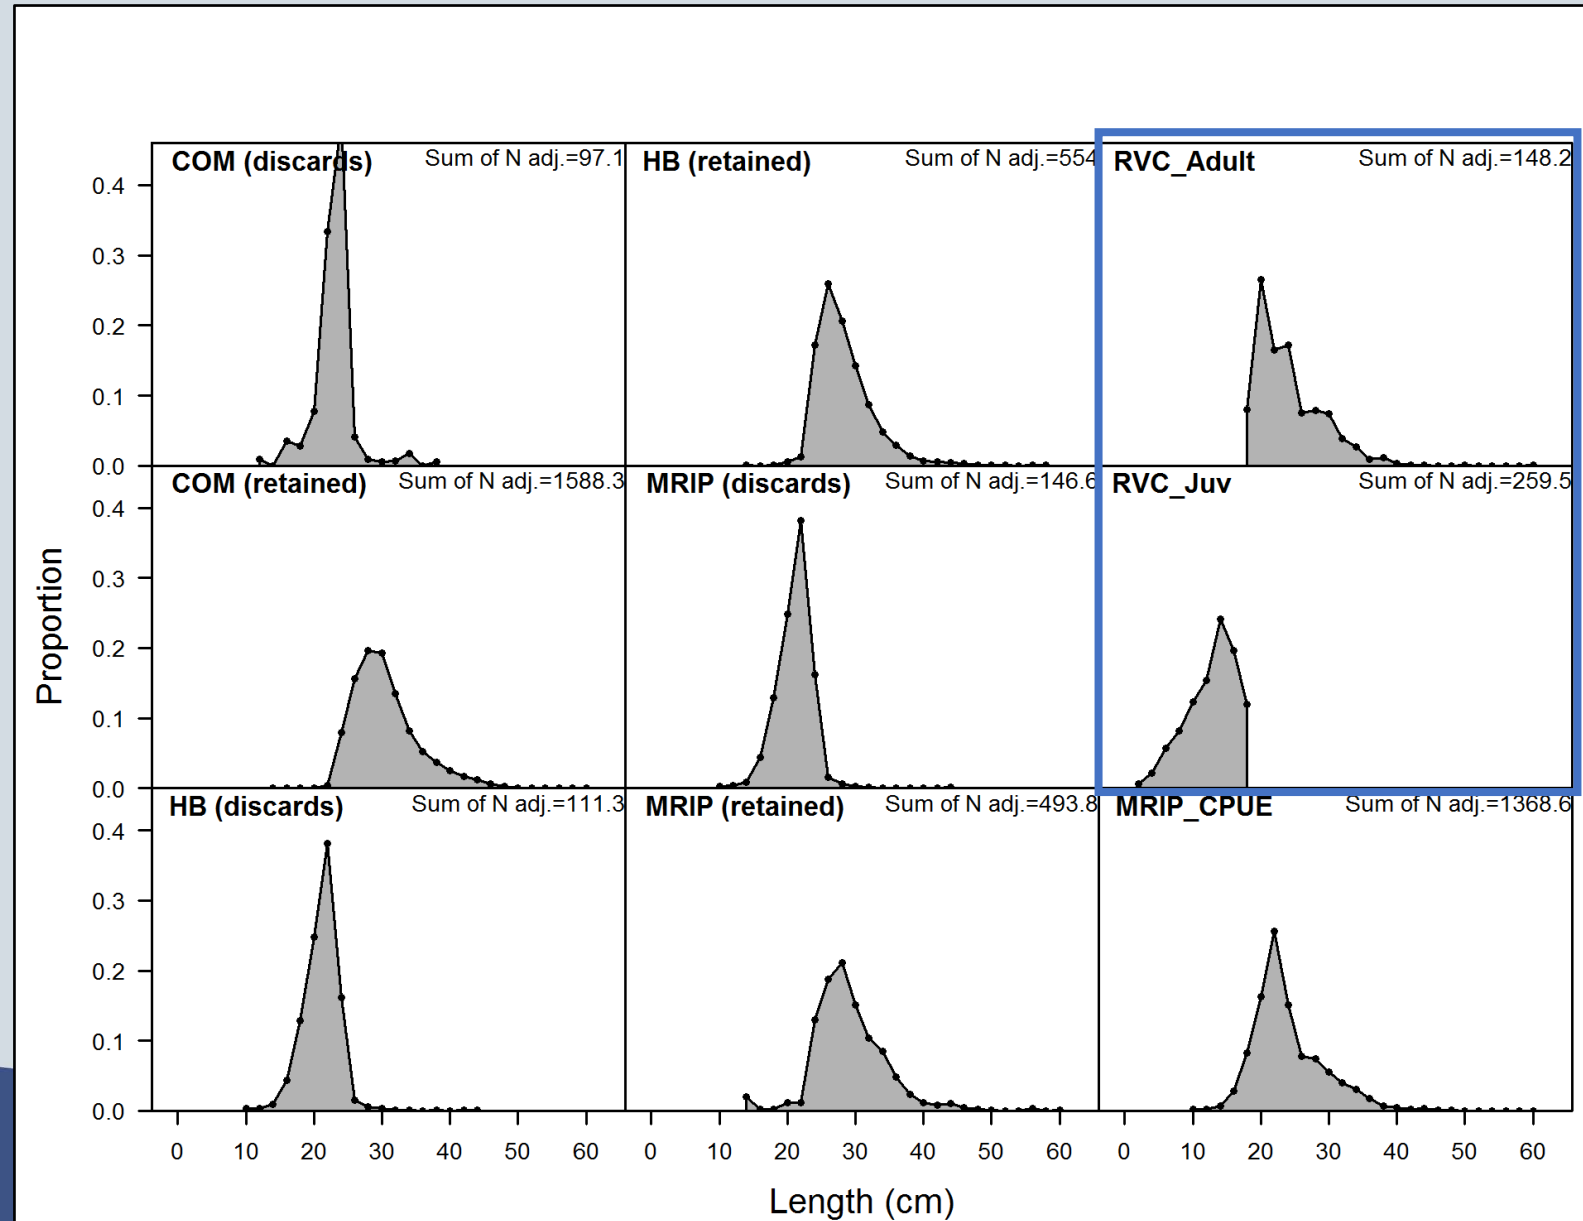 COM (discards) Sum of N adj.=97.1
HB (retained) Sum of N adj.=554
RVC_Adult Sum of N adj.=148.2
0.4
0.3
0.2
0.1
0.0
COM (retained) Sum of N adj.=1588.3
MRIP (discards) Sum of N adj.=146.6
RVC_Juv Sum of N adj.=259.5
0.4
0.3
0.2
0.1
0.0
HB (discards) Sum of N adj.=111.3
MRIP (retained) Sum of N adj.=493.8
MRIP_CPUE Sum of N adj.=1368.6
0.4
0.3
0.2
0.1
0.0
Proportion
0 10 20 30 40 50 60
0 10 20 30 40 50 60
0 10 20 30 40 50 60
Length (cm)